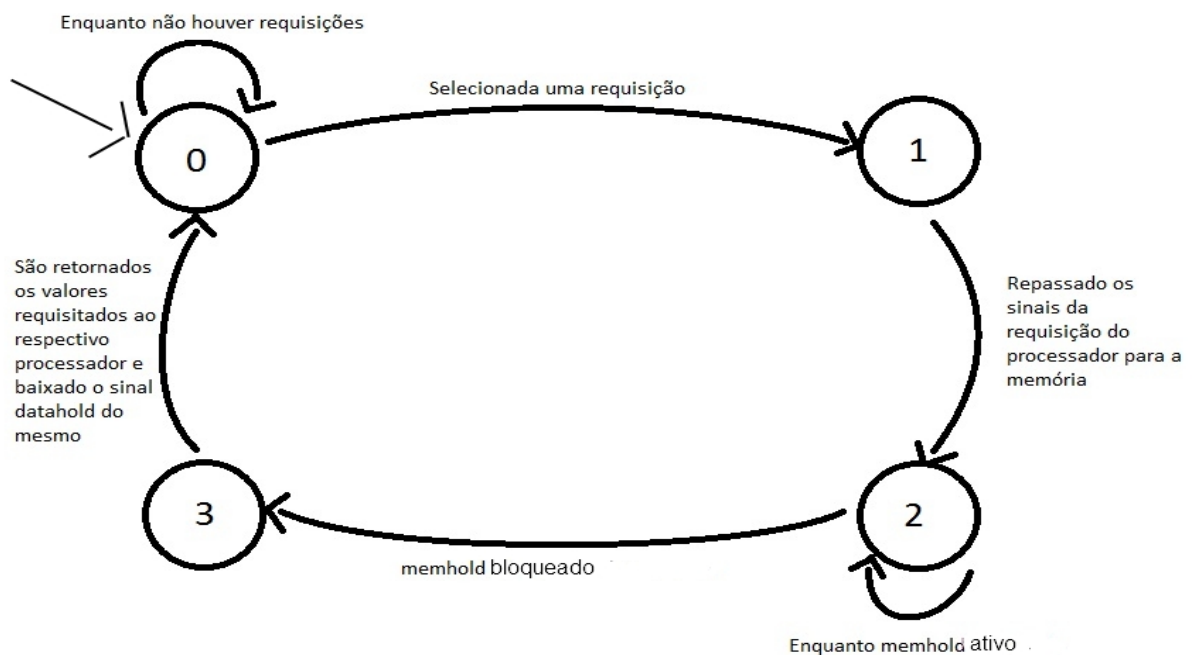 Enquanto não houver requisições
Selecionada uma requisição
0
1
São retornados
os valores
requisitados ao
respectivo
processador e
baixado o sinal
datahold do
mesmo
Repassado os
sinais da
requisição do
processador para a
memória
3
2
memhold bloqueado
Enquanto memhold ativo